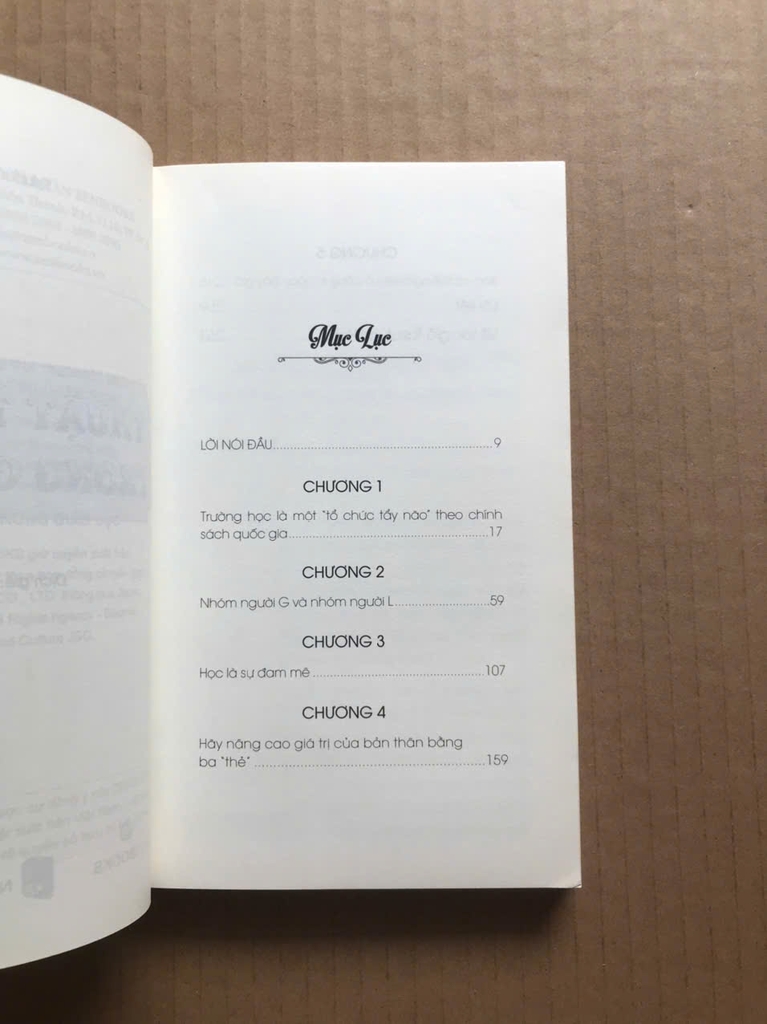 Mục Lục
LỜI NÓI ĐẦU....................................................................9
CHƯƠNG 1
Trường học là một "tổ chức tẩy não" theo chính
sách quốc gia..............................................................17
CHƯƠNG 2
Nhóm người G và nhóm người L.............................59
CHƯƠNG 3
Học là sự đam mê......................................................107
CHƯƠNG 4
Hãy nâng cao giá trị của bản thân bằng
ba "thẻ" ........................................................................159